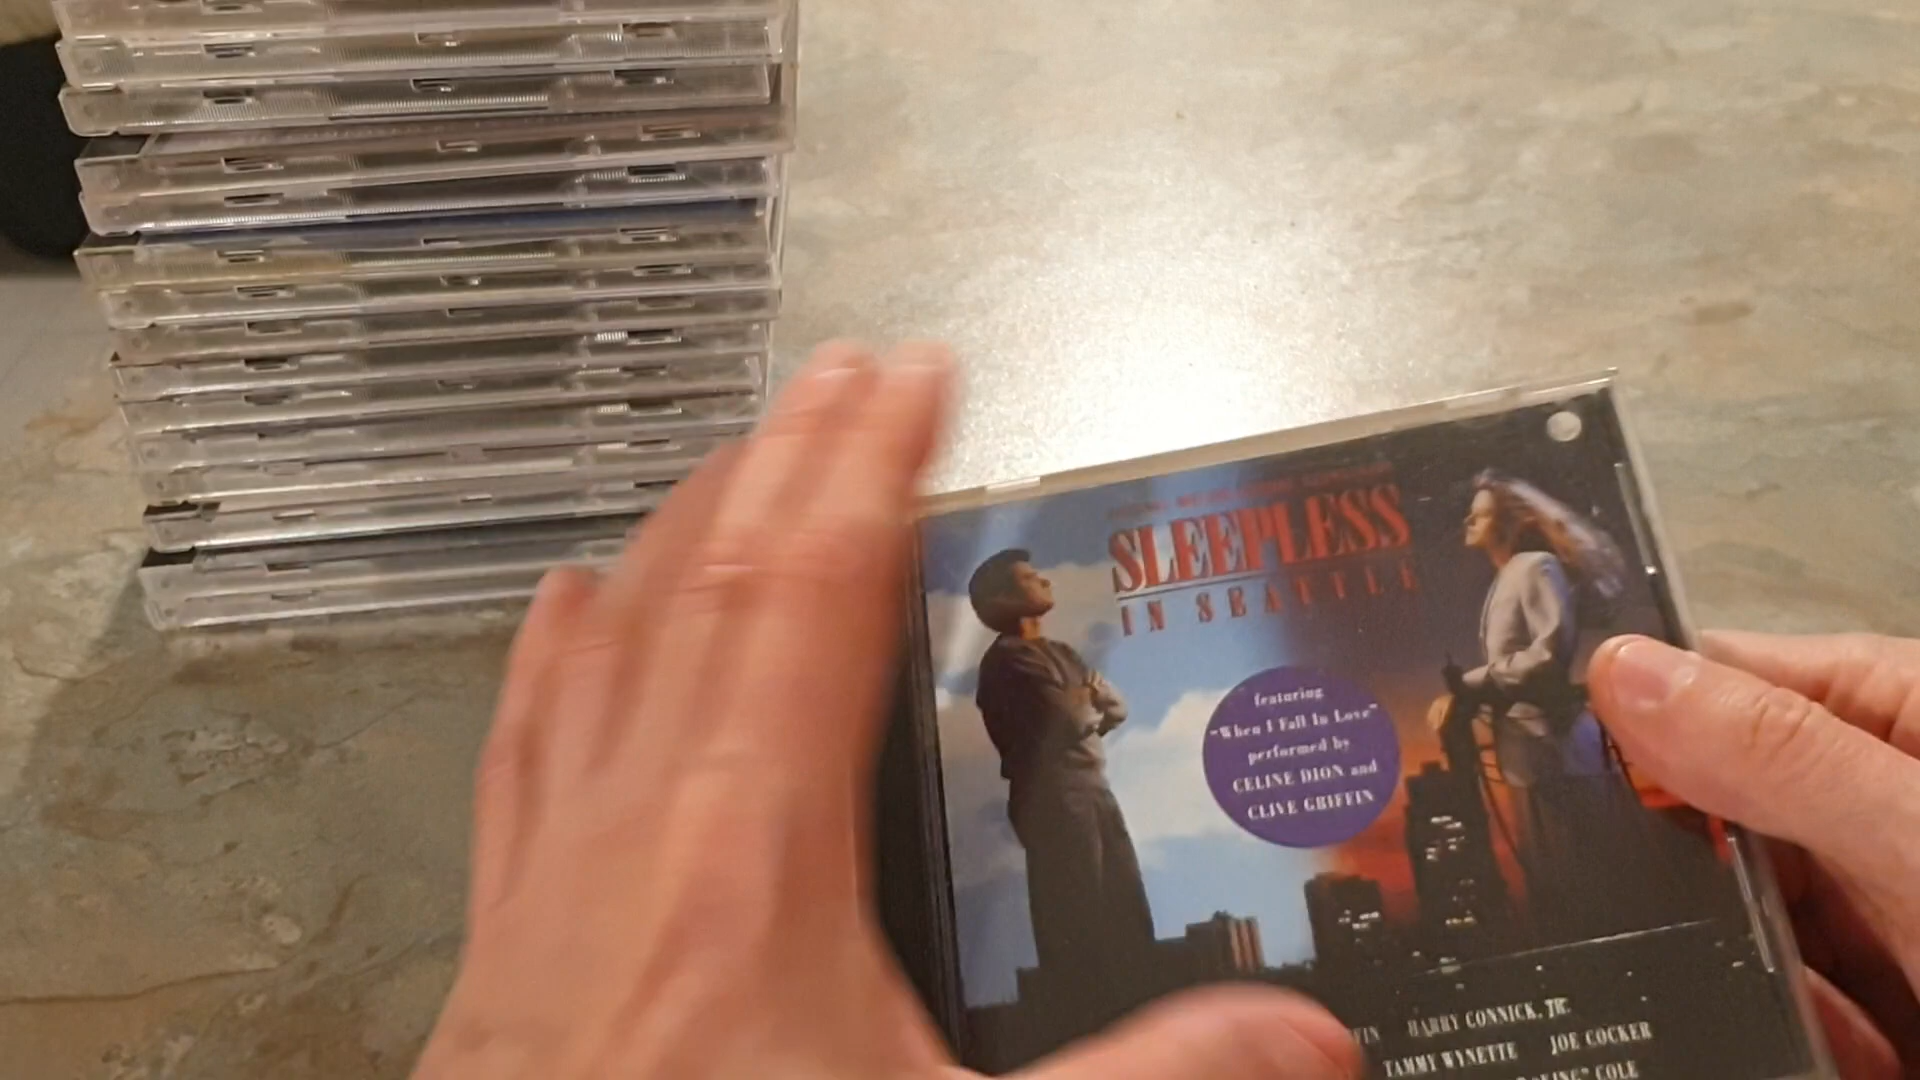 SLEEPLESS
IN SEATTLE
featuring
"When I Fall In Love"
performed by
CELINE DION and
CLIVE GRIFFIN
HARRY CONNICK, JR.
TAMMY WYNETTE JOE COCKER
COLE